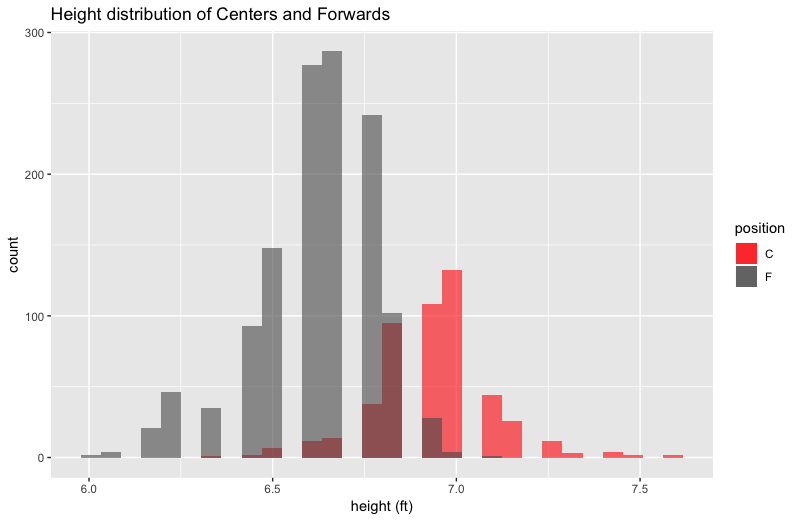 Height distribution of Centers and Forwards
300
200
100
0
count
6.0 6.5 7.0 7.5
height (ft)
position
C
F